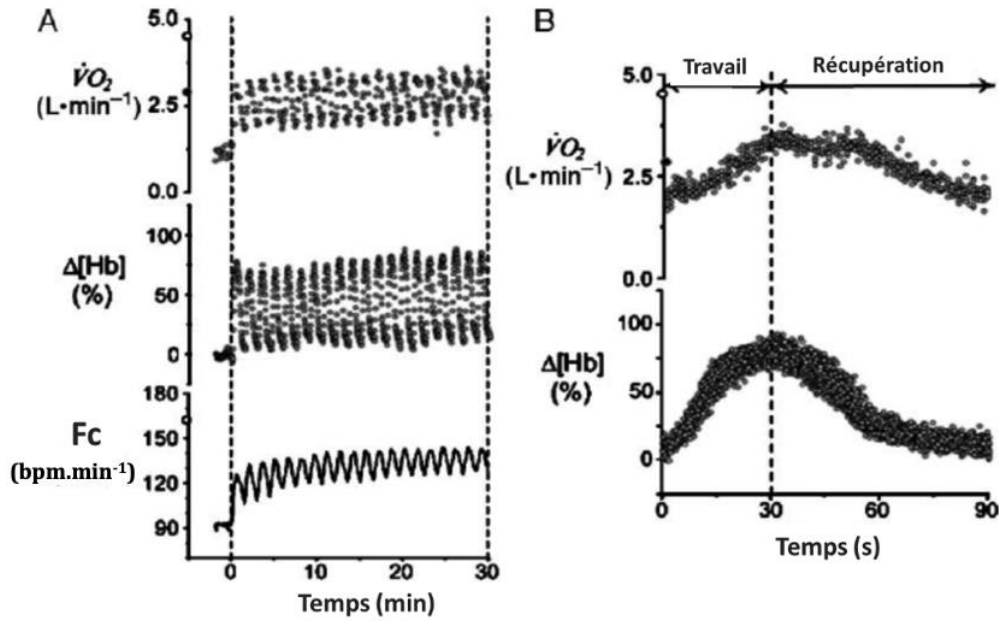 A
5.0
V̇O₂
(L•min⁻¹)
2.5
0.0
100
Δ[Hb]
(%)
50
0
180
Fc
150
(bpm.min⁻¹)
120
90
0 10 20 30
Temps (min)
B
Travail Récupération
5.0
V̇O₂
(L•min⁻¹)
2.5
0.0
100
Δ[Hb]
(%)
50
0
0 30 60 90
Temps (s)